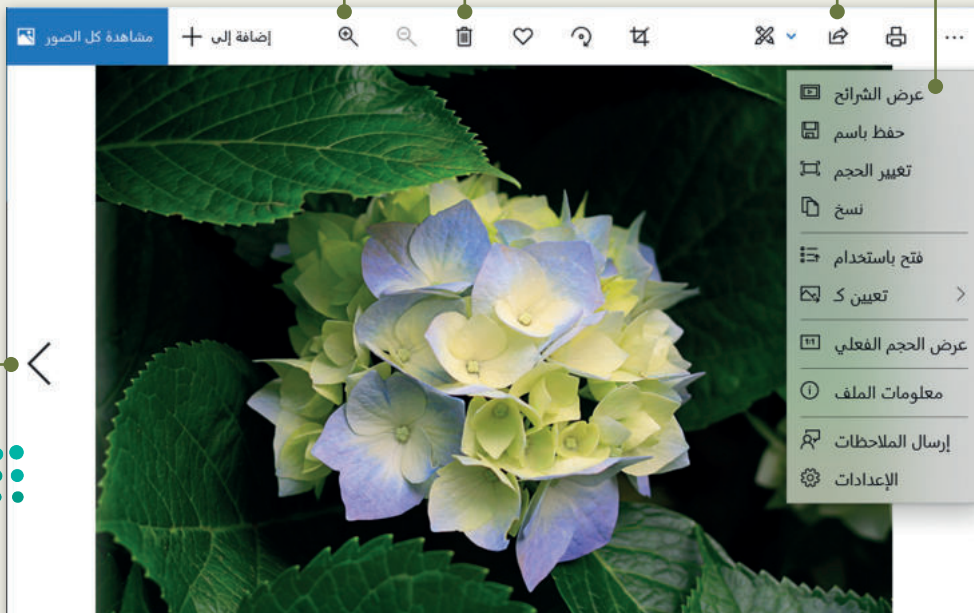 مشاهدة كل الصور
إضافة إلى
عرض الشرائح
حفظ باسم
تغيير الحجم
نسخ
فتح باستخدام
تعيين كـ
عرض الحجم الفعلي
معلومات الملف
إرسال الملاحظات
الإعدادات